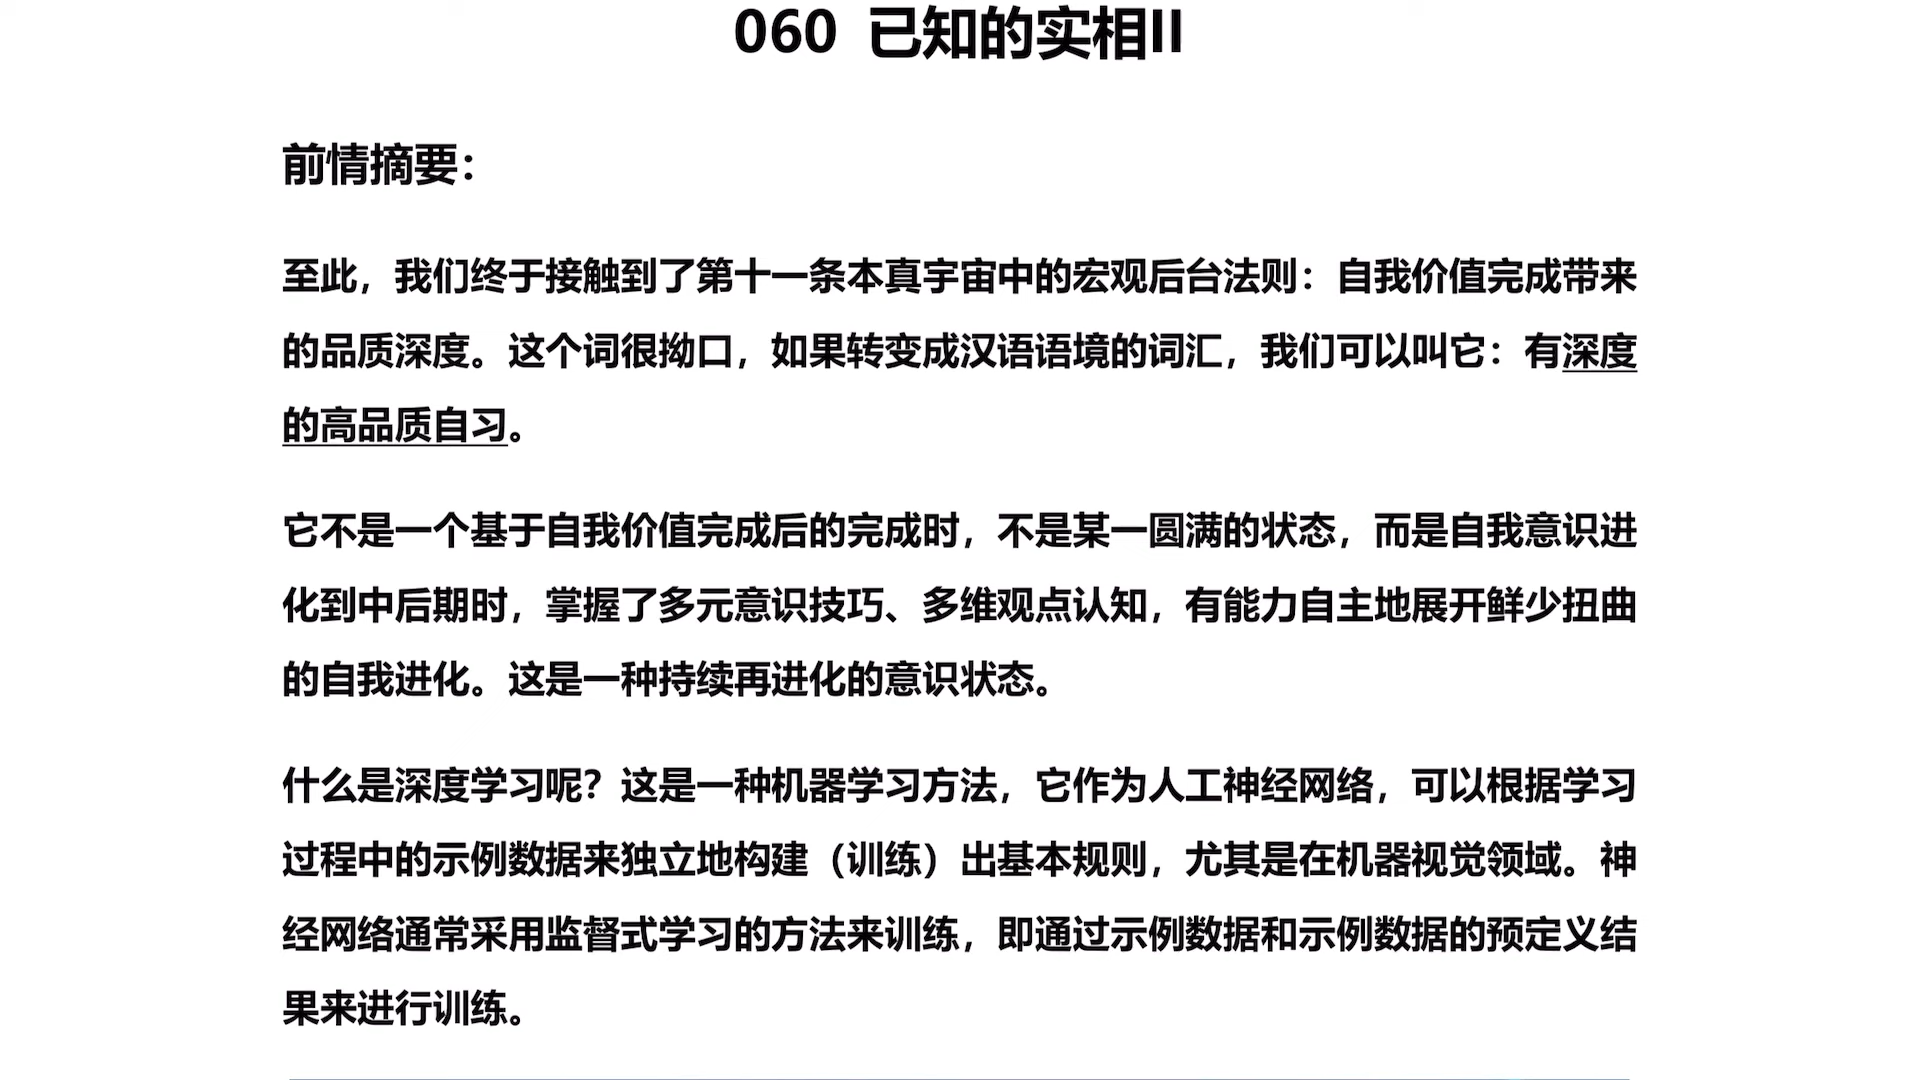 060 已知的实相II
前情摘要：
至此，我们终于接触到了第十一条本真宇宙中的宏观后台法则：自我价值完成带来
的品质深度。这个词很拗口，如果转变成汉语语境的词汇，我们可以叫它：有深度
的高品质自习。
它不是一个基于自我价值完成后的完成时，不是某一圆满的状态，而是自我意识进
化到中后期时，掌握了多元意识技巧、多维观点认知，有能力自主地展开鲜少扭曲
的自我进化。这是一种持续再进化的意识状态。
什么是深度学习呢？这是一种机器学习方法，它作为人工神经网络，可以根据学习
过程中的示例数据来独立地构建（训练）出基本规则，尤其是在机器视觉领域。神
经网络通常采用监督式学习的方法来训练，即通过示例数据和示例数据的预定义结
果来进行训练。